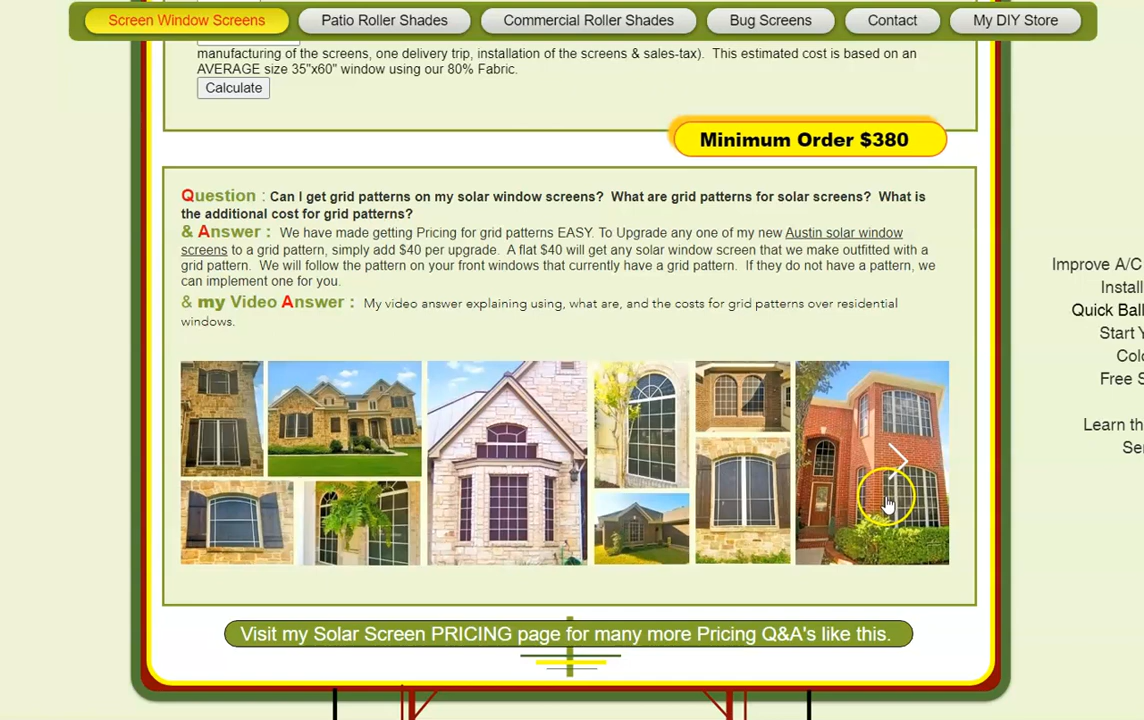 Screen Window Screens
Patio Roller Shades
Commercial Roller Shades
Bug Screens
Contact
My DIY Store
manufacturing of the screens, one delivery trip, installation of the screens & sales-tax). This estimated cost is based on an
AVERAGE size 35"x60" window using our 80% Fabric.
Calculate
Minimum Order $380
Question : Can I get grid patterns on my solar window screens? What are grid patterns for solar screens? What is
the additional cost for grid patterns?
& Answer : We have made getting Pricing for grid patterns EASY. To Upgrade any one of my new Austin solar window
screens to a grid pattern, simply add $40 per upgrade. A flat $40 will get any solar window screen that we make outfitted with a
grid pattern. We will follow the pattern on your front windows that currently have a grid pattern. If they do not have a pattern, we
can implement one for you.
& my Video Answer : My video answer explaining using, what are, and the costs for grid patterns over residential
windows.
Improve A/C
Install
Quick Ball
Start Y
Colo
Free S
Learn th
Ser
Visit my Solar Screen PRICING page for many more Pricing Q&A's like this.